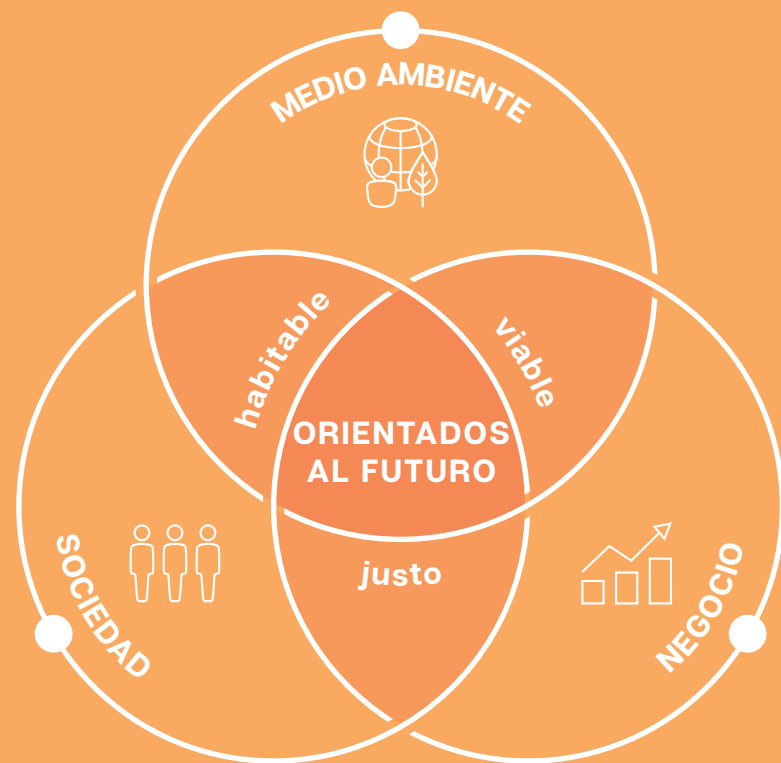 MEDIO AMBIENTE
habitable
viable
ORIENTADOS
AL FUTURO
justo
SOCIEDAD
NEGOCIO